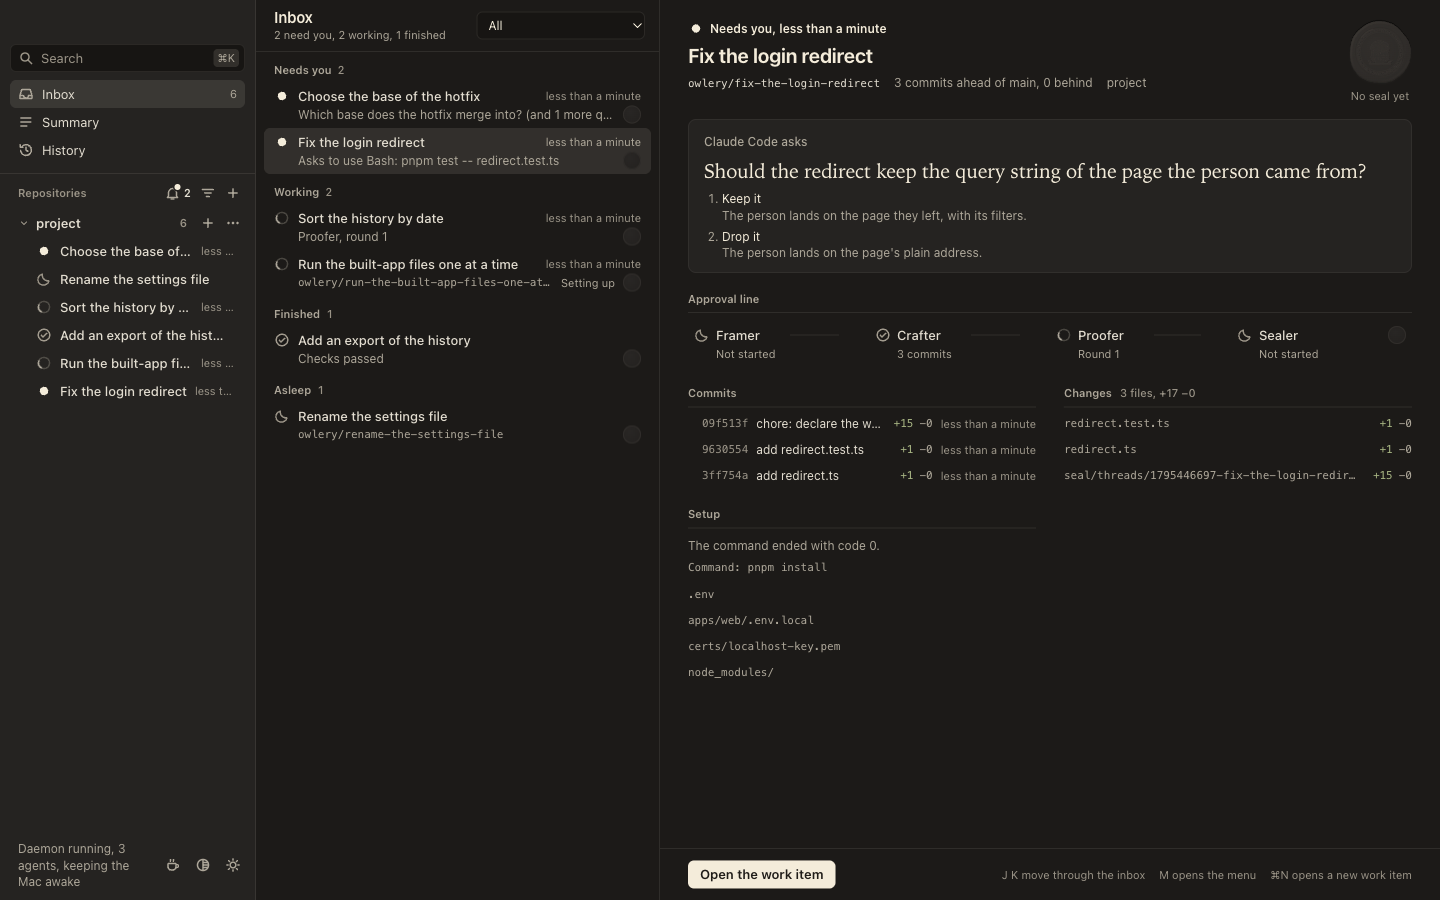 Search ⌘K
Inbox 6
Summary
History
Repositories 2
project 6
Choose the base of... less ...
Rename the settings file
Sort the history by ... less ...
Add an export of the hist...
Run the built-app fi... less ...
Fix the login redirect less t...
Daemon running, 3
agents, keeping the
Mac awake
Inbox
2 need you, 2 working, 1 finished
All
Needs you 2
Choose the base of the hotfix less than a minute
Which base does the hotfix merge into? (and 1 more q...
Fix the login redirect less than a minute
Asks to use Bash: pnpm test -- redirect.test.ts
Working 2
Sort the history by date less than a minute
Proofer, round 1
Run the built-app files one at a time less than a minute
owlery/run-the-built-app-files-one-at... Setting up
Finished 1
Add an export of the history
Checks passed
Asleep 1
Rename the settings file
owlery/rename-the-settings-file
Needs you, less than a minute
Fix the login redirect
owlery/fix-the-login-redirect 3 commits ahead of main, 0 behind project
No seal yet
Claude Code asks
Should the redirect keep the query string of the page the person came from?
1. Keep it
The person lands on the page they left, with its filters.
2. Drop it
The person lands on the page's plain address.
Approval line
Framer Crafter Proofer Sealer
Not started 3 commits Round 1 Not started
Commits
09f513f chore: declare the w... +15 −0 less than a minute
9630554 add redirect.test.ts +1 −0 less than a minute
3ff754a add redirect.ts +1 −0 less than a minute
Changes 3 files, +17 −0
redirect.test.ts +1 −0
redirect.ts +1 −0
seal/threads/1795446697-fix-the-login-redir... +15 −0
Setup
The command ended with code 0.
Command: pnpm install
.env
apps/web/.env.local
certs/localhost-key.pem
node_modules/
Open the work item
J K move through the inbox M opens the menu ⌘N opens a new work item